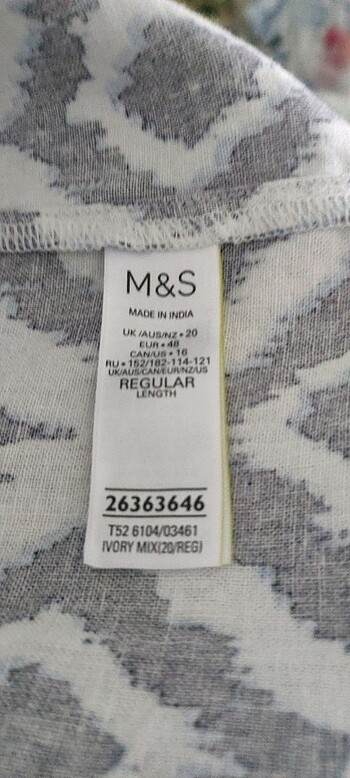 M&S
MADE IN INDIA
UK/AUS/NZ • 20
EUR • 48
CAN/US • 16
RU • 152/182-114-121
UK/AUS/CAN/EUR/NZ/US
REGULAR
LENGTH
26363646
T52 6104/03461
IVORY MIX(20/REG)